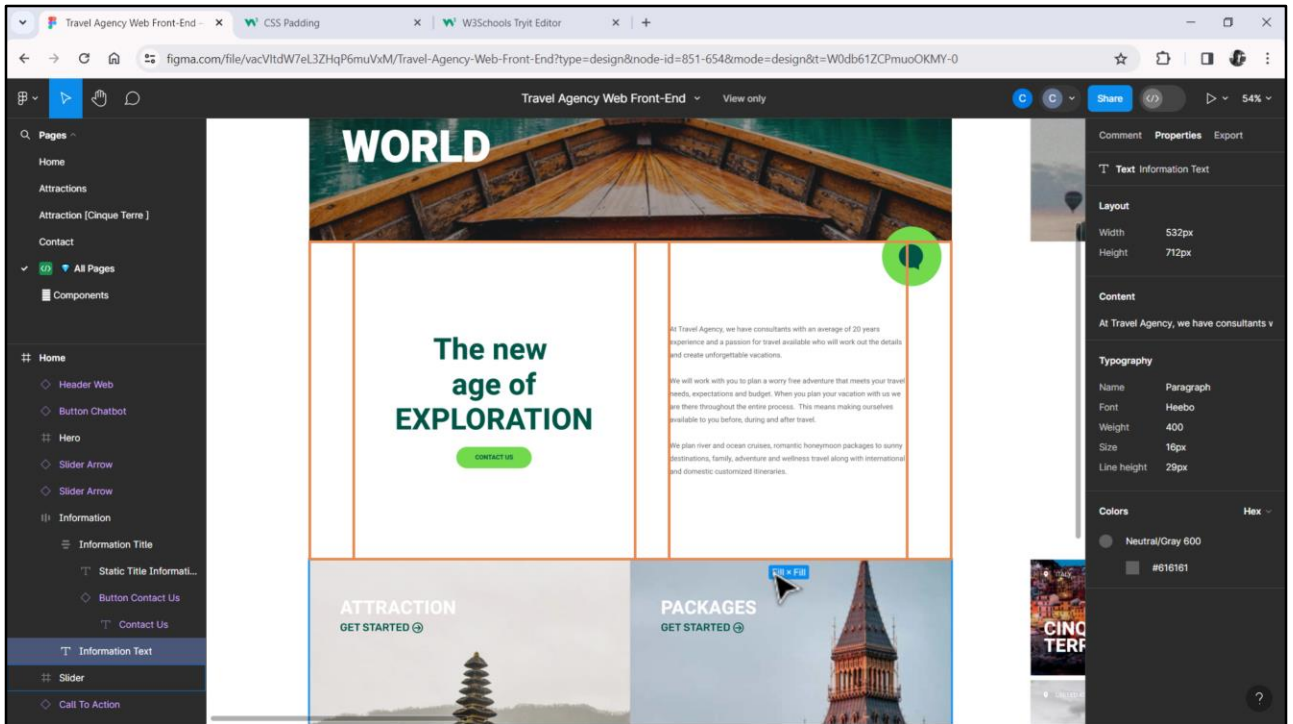 Travel Agency Web Front-End –
CSS Padding
W3Schools Tryit Editor
figma.com/file/vacVItdW7eL3ZHqP6muVxM/Travel-Agency-Web-Front-End?type=design&node-id=851-654&mode=design&t=W0db61ZCPmuoOKMY-0
Travel Agency Web Front-End
View only
C
C
Share
54%
Pages
Home
Attractions
Attraction [Cinque Terre ]
Contact
All Pages
Components
Home
Header Web
Button Chatbot
Hero
Slider Arrow
Slider Arrow
Information
Information Title
Static Title Informati...
Button Contact Us
Contact Us
Information Text
Slider
Call To Action
WORLD
The new
age of
EXPLORATION
CONTACT US
At Travel Agency, we have consultants with an average of 20 years
experience and a passion for travel available who will work out the details
and create unforgettable vacations.
We will work with you to plan a worry free adventure that meets your travel
needs, expectations and budget. When you plan your vacation with us we
are there throughout the entire process. This means making ourselves
available to you before, during and after travel.
We plan river and ocean cruises, romantic honeymoon packages to sunny
destinations, family, adventure and wellness travel along with international
and domestic customized itineraries.
Fill × Fill
ATTRACTION
GET STARTED
PACKAGES
GET STARTED
ITALY
CINQ
TERR
Comment
Properties
Export
Text Information Text
Layout
Width 532px
Height 712px
Content
At Travel Agency, we have consultants v
Typography
Name Paragraph
Font Heebo
Weight 400
Size 16px
Line height 29px
Colors
Hex
Neutral/Gray 600
#616161
?